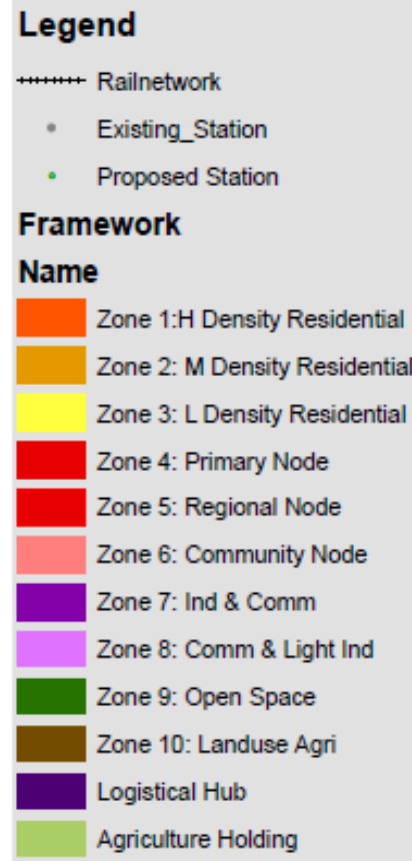 Legend
Railnetwork
Existing_Station
Proposed Station
Framework
Name
Zone 1:H Density Residential
Zone 2: M Density Residential
Zone 3: L Density Residential
Zone 4: Primary Node
Zone 5: Regional Node
Zone 6: Community Node
Zone 7: Ind & Comm
Zone 8: Comm & Light Ind
Zone 9: Open Space
Zone 10: Landuse Agri
Logistical Hub
Agriculture Holding